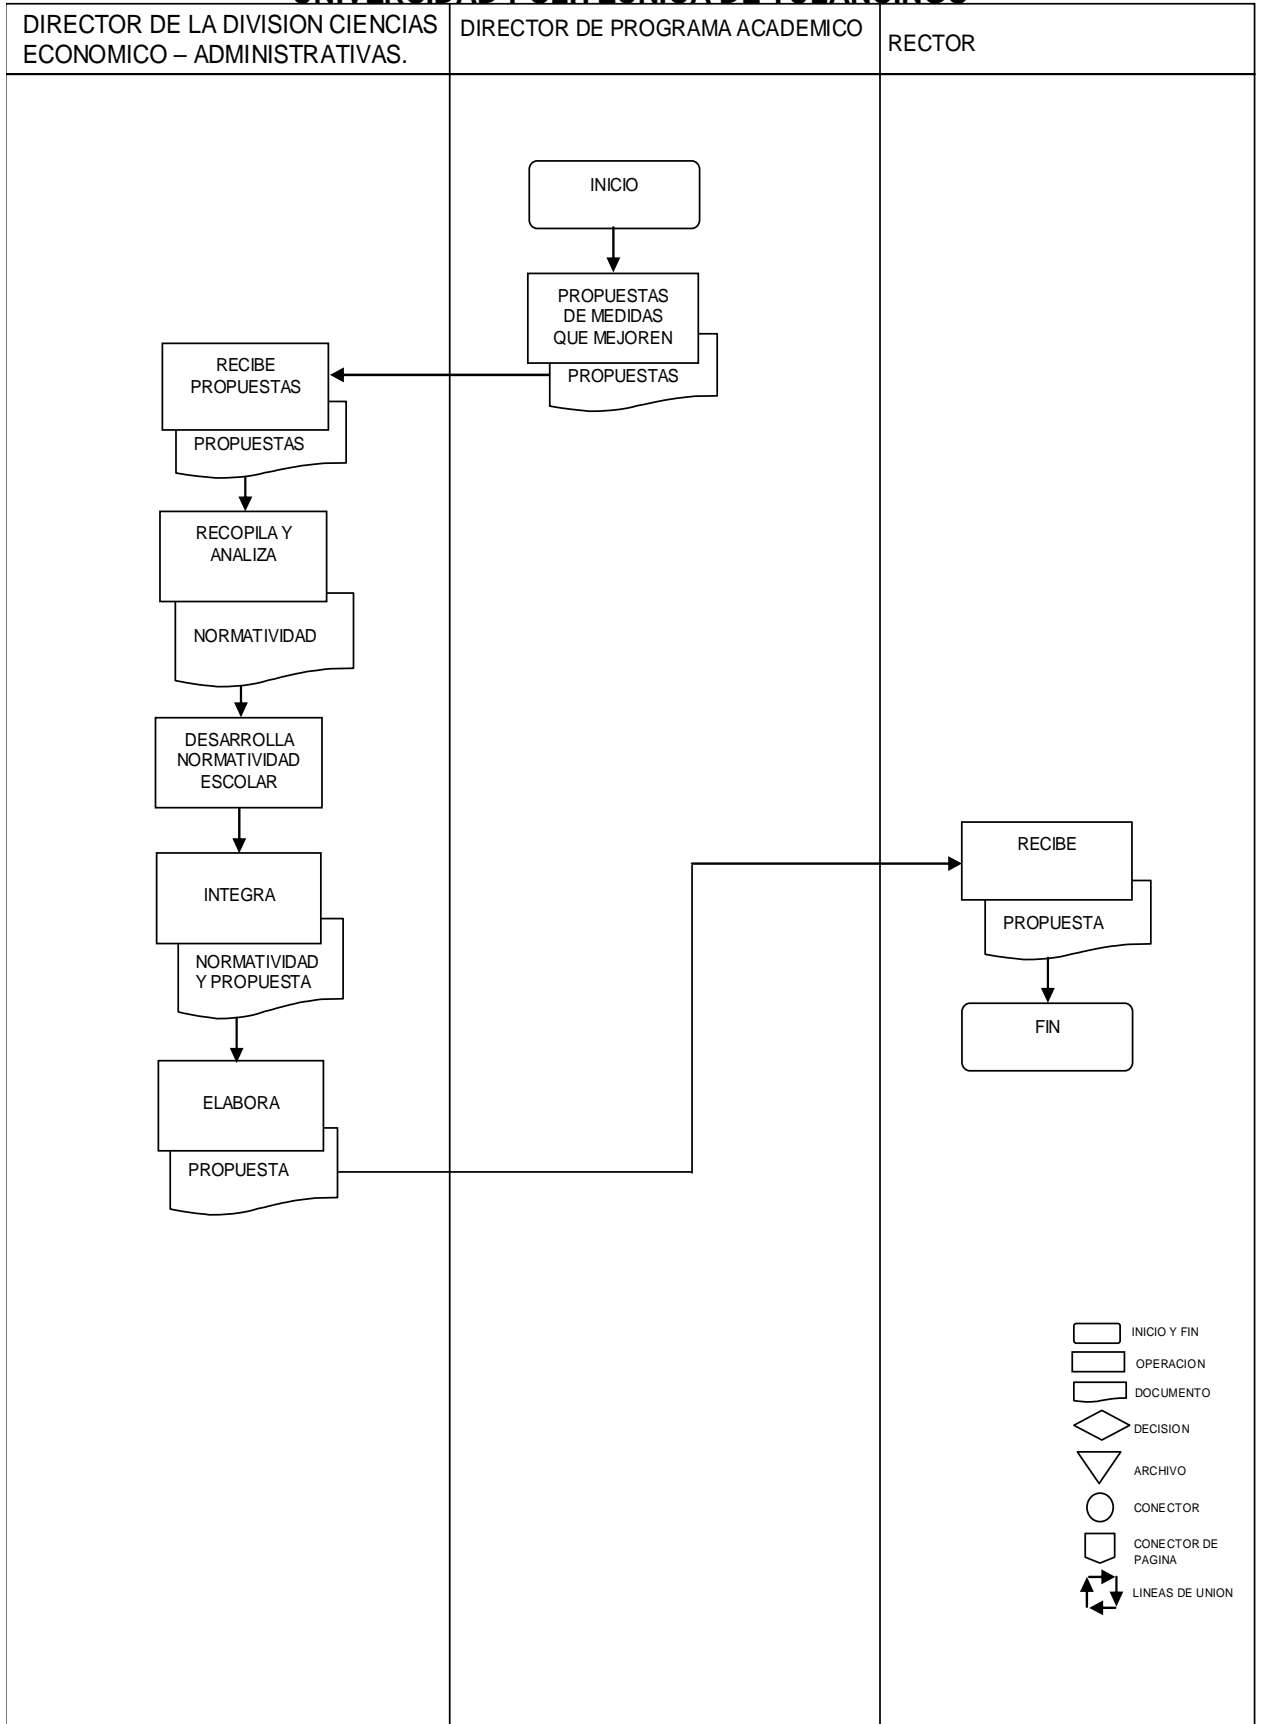 DIRECTOR DE LA DIVISION CIENCIAS
ECONOMICO – ADMINISTRATIVAS.
DIRECTOR DE PROGRAMA ACADEMICO
RECTOR
INICIO
PROPUESTAS
DE MEDIDAS
QUE MEJOREN
PROPUESTAS
RECIBE
PROPUESTAS
PROPUESTAS
RECOPILA Y
ANALIZA
NORMATIVIDAD
DESARROLLA
NORMATIVIDAD
ESCOLAR
INTEGRA
NORMATIVIDAD
Y PROPUESTA
ELABORA
PROPUESTA
RECIBE
PROPUESTA
FIN
INICIO Y FIN
OPERACION
DOCUMENTO
DECISION
ARCHIVO
CONECTOR
CONECTOR DE
PAGINA
LINEAS DE UNION